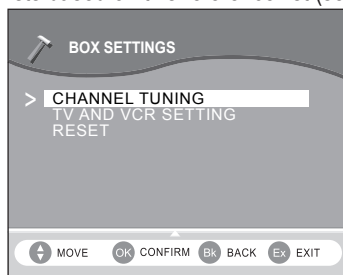 BOX SETTINGS
> CHANNEL TUNING
TV AND VCR SETTING
RESET
MOVE OK CONFIRM Bk BACK Ex EXIT